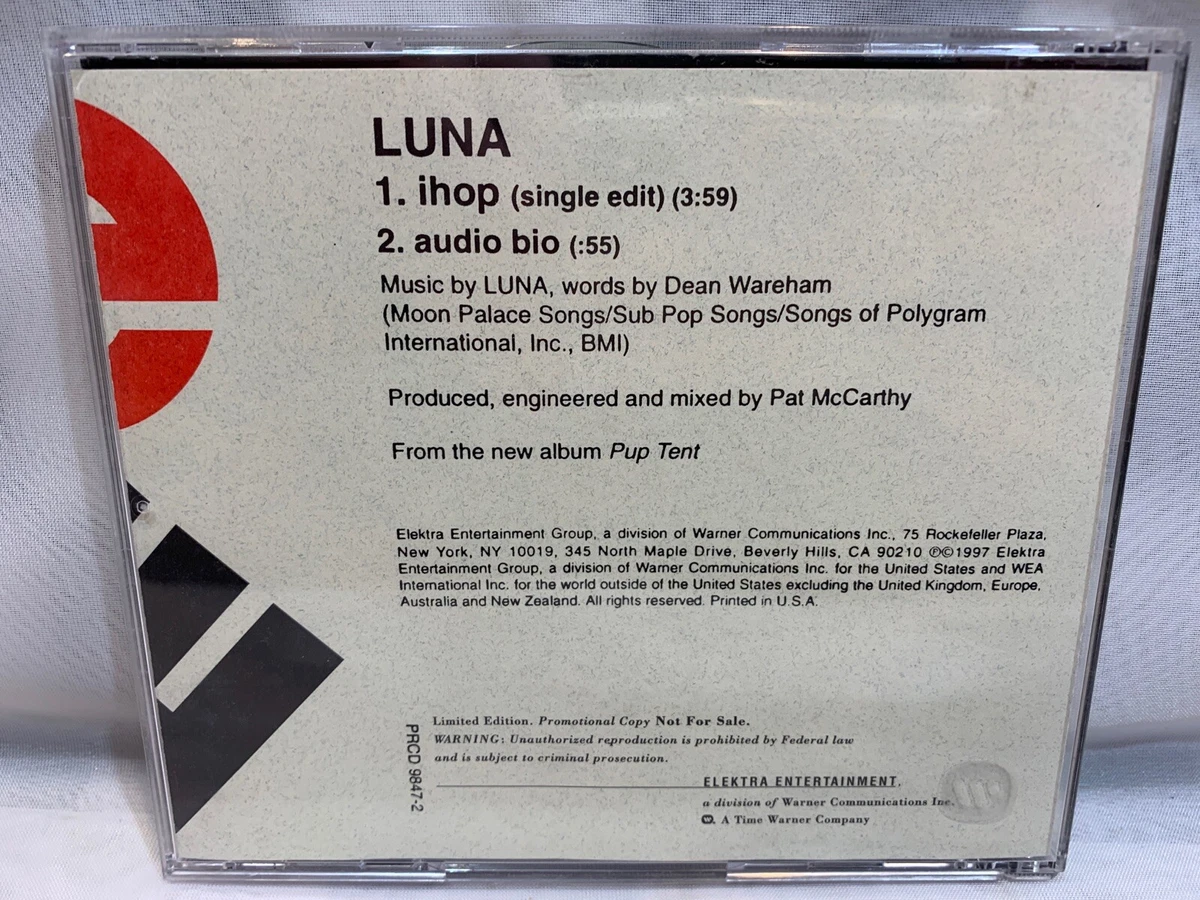 LUNA
1. ihop (single edit) (3:59)
2. audio bio (:55)
Music by LUNA, words by Dean Wareham
(Moon Palace Songs/Sub Pop Songs/Songs of Polygram
International, Inc., BMI)
Produced, engineered and mixed by Pat McCarthy
From the new album Pup Tent
Elektra Entertainment Group, a division of Warner Communications Inc., 75 Rockefeller Plaza,
New York, NY 10019, 345 North Maple Drive, Beverly Hills, CA 90210 ℗©1997 Elektra
Entertainment Group, a division of Warner Communications Inc. for the United States and WEA
International Inc. for the world outside of the United States excluding the United Kingdom, Europe,
Australia and New Zealand. All rights reserved. Printed in U.S.A.
Limited Edition. Promotional Copy Not For Sale.
WARNING: Unauthorized reproduction is prohibited by Federal law
and is subject to criminal prosecution.
PRCD 9847-2
ELEKTRA ENTERTAINMENT.
a division of Warner Communications Inc.
A Time Warner Company